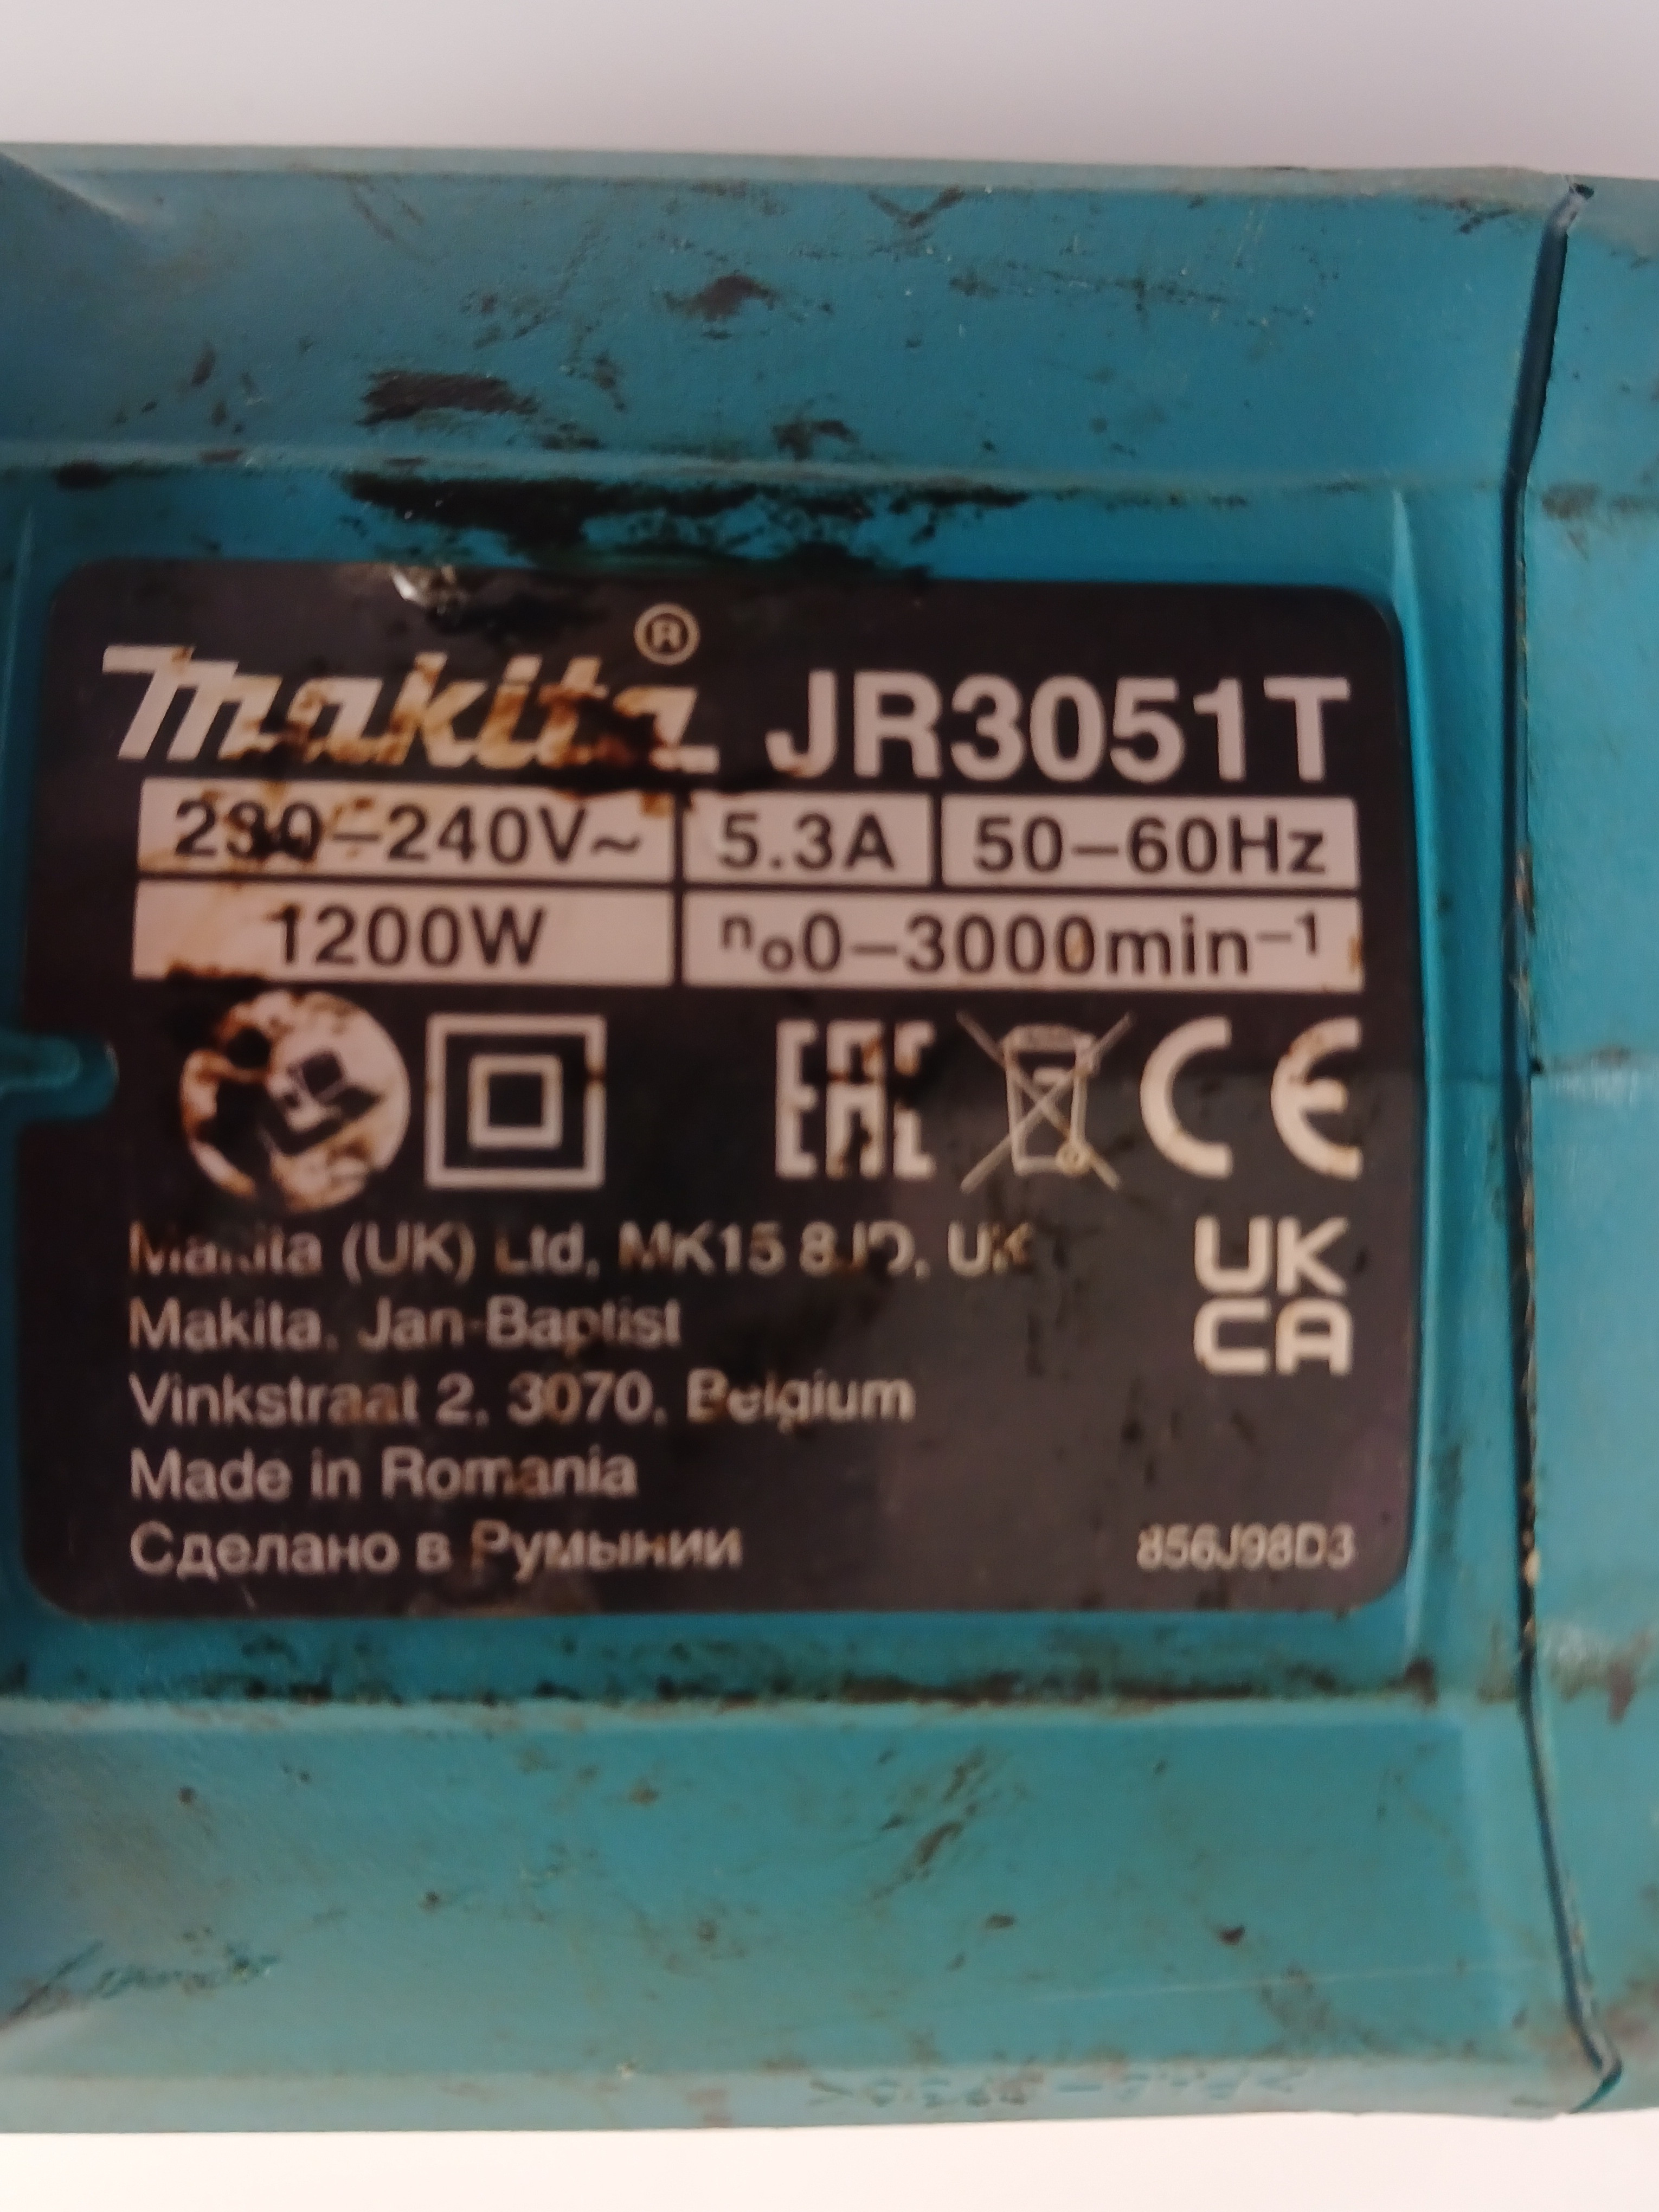 makita® JR3051T
230–240V~ 5.3A 50–60Hz
1200W n₀0–3000min⁻¹
EAC CE
Makita (UK) Ltd, MK15 8JD, UK
UK
CA
Makita, Jan-Baptist
Vinkstraat 2, 3070, Belgium
Made in Romania
Сделано в Румынии
856J98D3